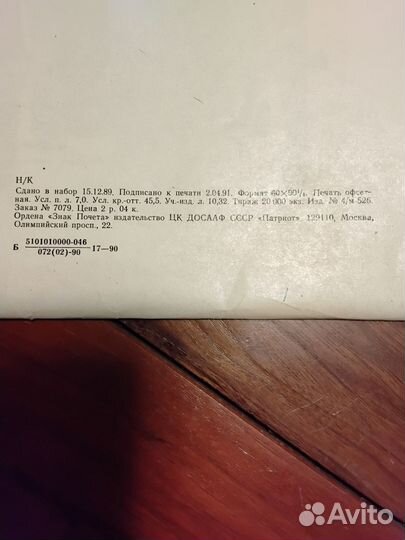 Н/К
Сдано в набор 15.12.89. Подписано к печати 2.04.91. Формат 60×90¹/₈. Печать офсет-
ная. Усл. п. л. 7,0. Усл. кр.-отт. 45,5. Уч.-изд. л. 10,32. Тираж 20 000 экз. Изд. № 4/м-526.
Заказ № 7079. Цена 2 р. 04 к.
Ордена «Знак Почета» издательство ЦК ДОСААФ СССР «Патриот». 129110, Москва,
Олимпийский просп., 22.
Б 5101010000-046
072(02)-90 17—90
Avito